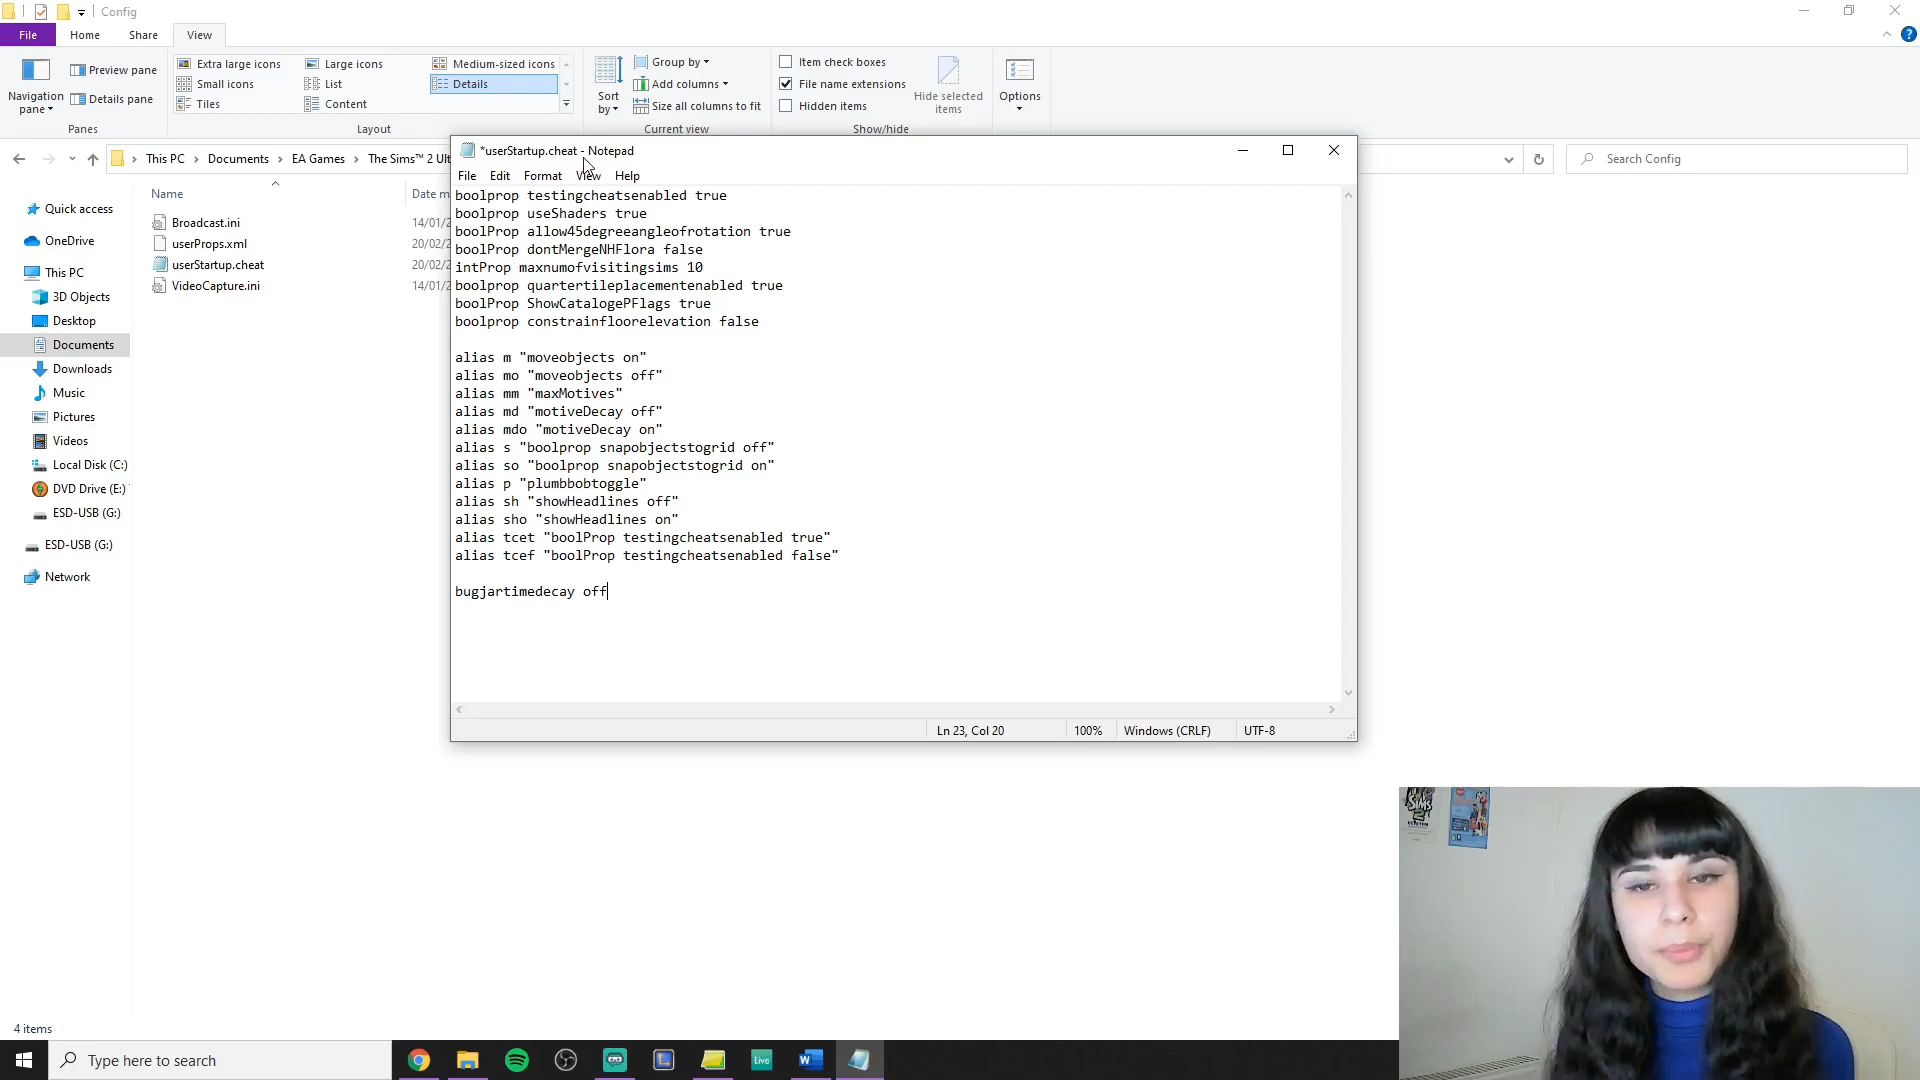 Config
File
Home
Share
View
Navigation pane
Preview pane
Details pane
Panes
Extra large icons
Large icons
Medium-sized icons
Small icons
List
Details
Tiles
Content
Layout
Sort by
Group by
Add columns
Size all columns to fit
Current view
Item check boxes
File name extensions
Hidden items
Hide selected items
Show/hide
Options
This PC
Documents
EA Games
The Sims™ 2 Ult
Search Config
Name
Date m
Broadcast.ini
14/01/2
userProps.xml
20/02/2
userStartup.cheat
20/02/2
VideoCapture.ini
14/01/2
Quick access
OneDrive
This PC
3D Objects
Desktop
Documents
Downloads
Music
Pictures
Videos
Local Disk (C:)
DVD Drive (E:)
ESD-USB (G:)
ESD-USB (G:)
Network
4 items
*userStartup.cheat - Notepad
File Edit Format View Help
boolprop testingcheatsenabled true
boolprop useShaders true
boolProp allow45degreeangleofrotation true
boolProp dontMergeNHFlora false
intProp maxnumofvisitingsims 10
boolprop quartertileplacementenabled true
boolProp ShowCatalogePFlags true
boolprop constrainfloorelevation false
alias m "moveobjects on"
alias mo "moveobjects off"
alias mm "maxMotives"
alias md "motiveDecay off"
alias mdo "motiveDecay on"
alias s "boolprop snapobjectstogrid off"
alias so "boolprop snapobjectstogrid on"
alias p "plumbbobtoggle"
alias sh "showHeadlines off"
alias sho "showHeadlines on"
alias tcet "boolProp testingcheatsenabled true"
alias tcef "boolProp testingcheatsenabled false"
bugjartimedecay off
Ln 23, Col 20
100%
Windows (CRLF)
UTF-8
Type here to search
Live